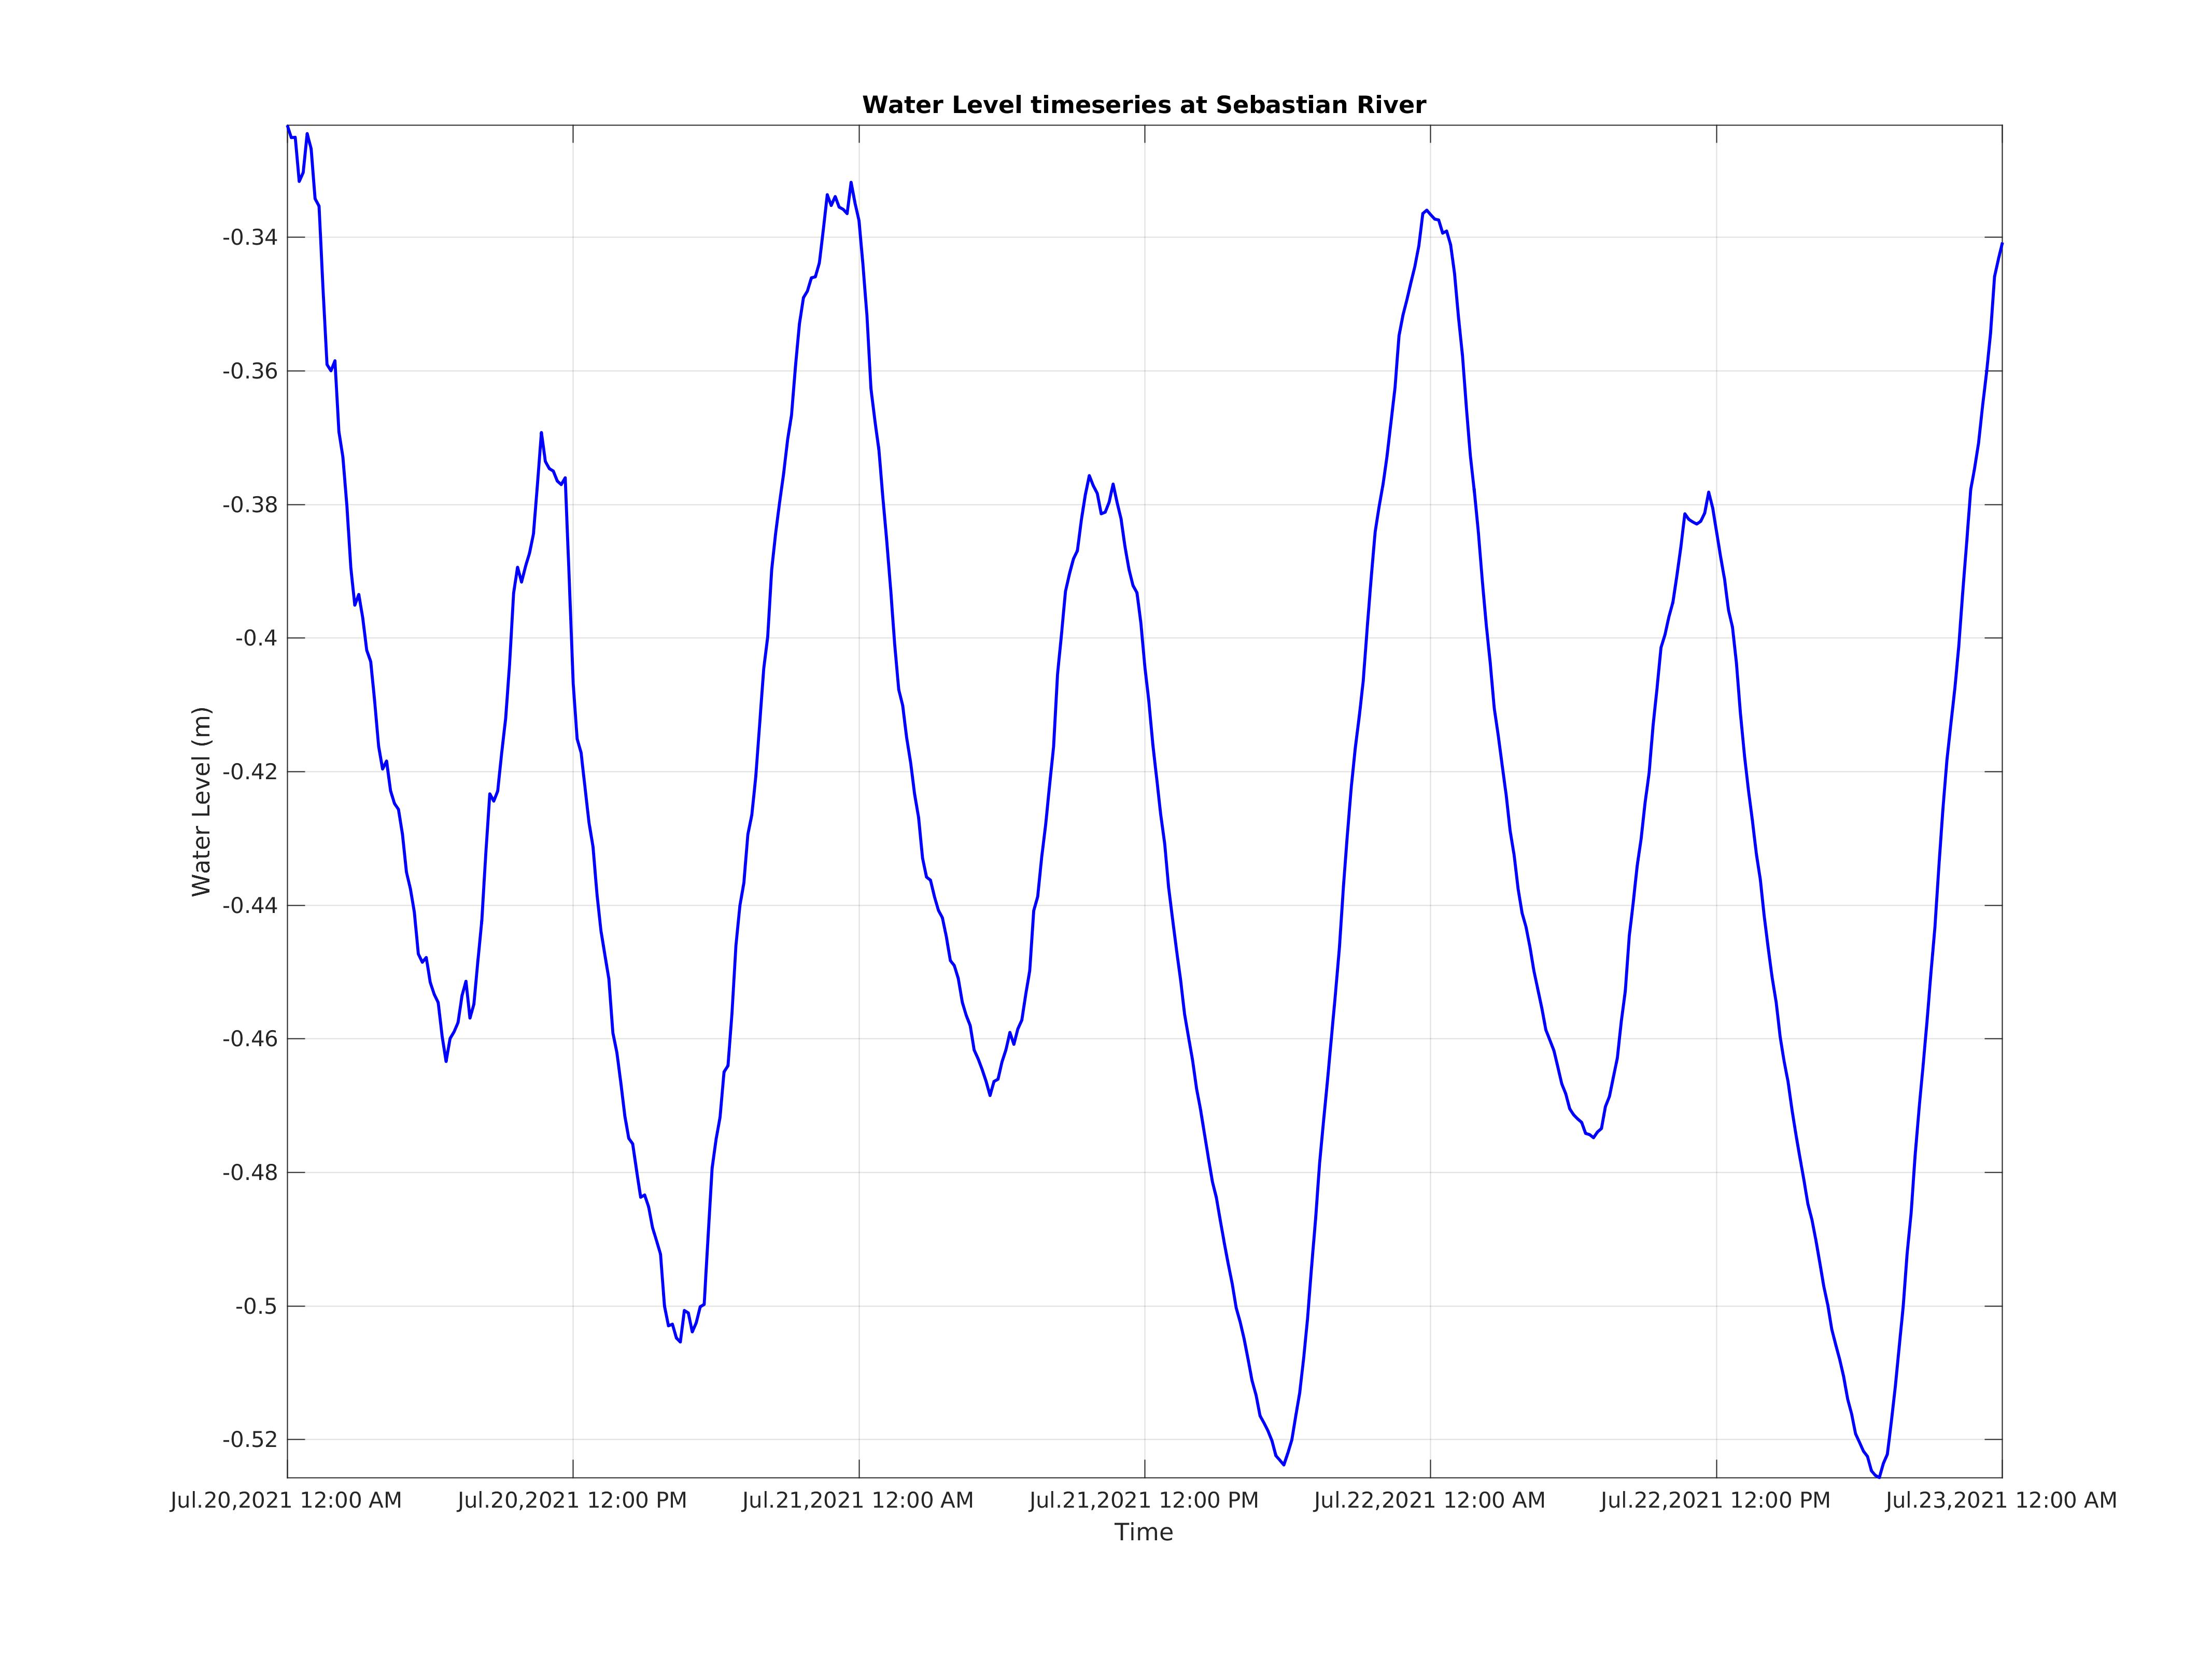 Water Level timeseries at Sebastian River
-0.34
-0.36
-0.38
-0.4
-0.42
-0.44
-0.46
-0.48
-0.5
-0.52
Water Level (m)
Jul.20,2021 12:00 AM Jul.20,2021 12:00 PM Jul.21,2021 12:00 AM Jul.21,2021 12:00 PM Jul.22,2021 12:00 AM Jul.22,2021 12:00 PM Jul.23,2021 12:00 AM
Time